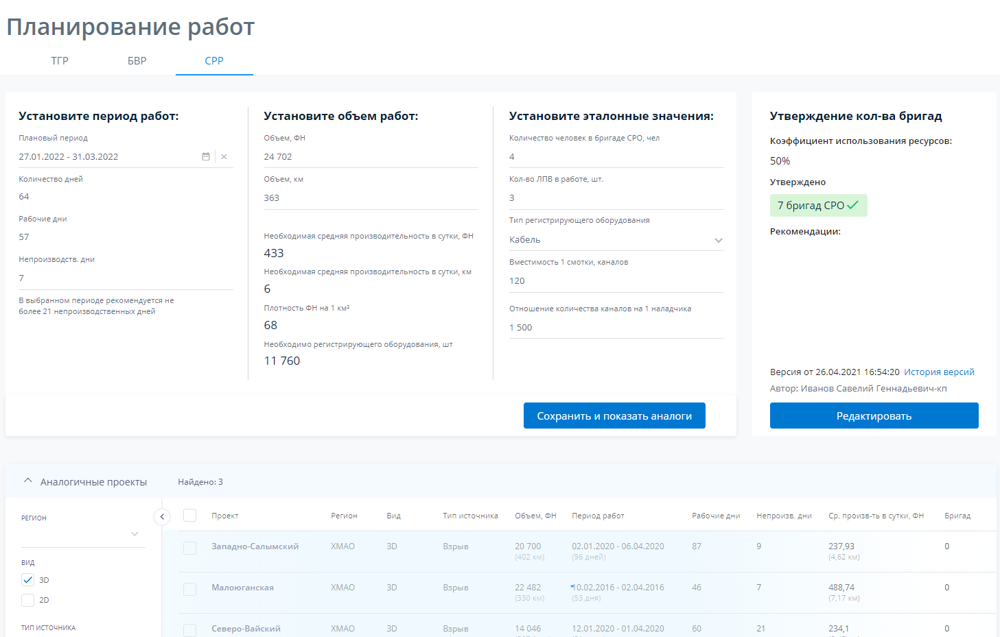 Планирование работ
ТГР
БВР
СРР
Установите период работ:
Плановый период
27.01.2022 - 31.03.2022
Количество дней
64
Рабочие дни
57
Непроизводств. дни
7
В выбранном периоде рекомендуется не
более 21 непроизводственных дней
Установите объем работ:
Объем, ФН
24 702
Объем, км
363
Необходимая средняя производительность в сутки, ФН
433
Необходимая средняя производительность в сутки, км
6
Плотность ФН на 1 км²
68
Необходимо регистрирующего оборудования, шт
11 760
Установите эталонные значения:
Количество человек в бригаде СРО, чел
4
Кол-во ЛПВ в работе, шт.
3
Тип регистрирующего оборудования
Кабель
Вместимость 1 смотки, каналов
120
Отношение количества каналов на 1 наладчика
1 500
Сохранить и показать аналоги
Утверждение кол-ва бригад
Коэффициент использования ресурсов:
50%
Утверждено
7 бригад СРО
Рекомендации:
Версия от 26.04.2021 16:54:20 История версий
Автор: Иванов Савелий Геннадьевич-кп
Редактировать
Аналогичные проекты
Найдено: 3
РЕГИОН
ВИД
3D
2D
ТИП ИСТОЧНИКА
Проект Регион Вид Тип источника Объем, ФН Период работ Рабочие дни Непроизв. дни Ср. произв-ть в сутки, ФН Бригад
Западно-Салымский ХМАО 3D Взрыв 20 700 02.01.2020 - 06.04.2020 87 9 237,93 0
(402 км) (96 дней) (4,62 км)
Малоюганская ХМАО 3D Взрыв 22 482 10.02.2016 - 02.04.2016 46 7 488,74 0
(330 км) (53 дня) (7,17 км)
Северо-Вайский ХМАО 3D Взрыв 14 046 12.01.2020 - 01.04.2020 60 21 234,1 0